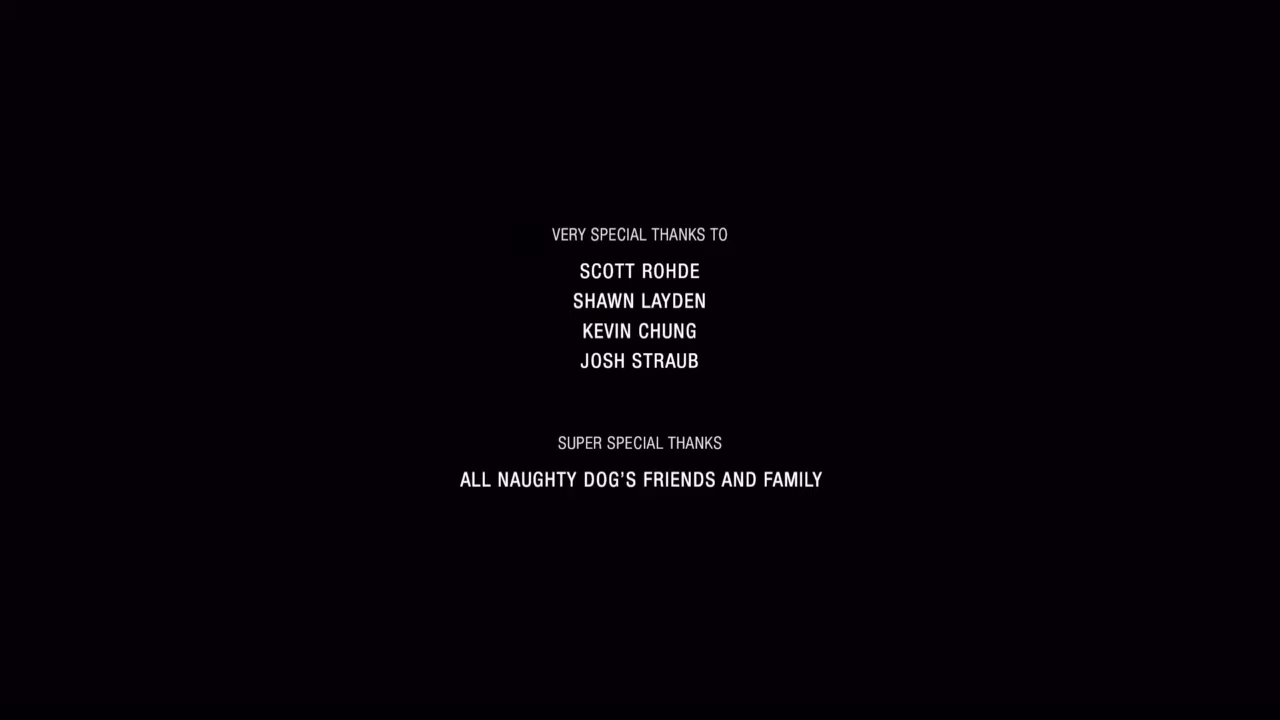 VERY SPECIAL THANKS TO
SCOTT ROHDE
SHAWN LAYDEN
KEVIN CHUNG
JOSH STRAUB
SUPER SPECIAL THANKS
ALL NAUGHTY DOG’S FRIENDS AND FAMILY